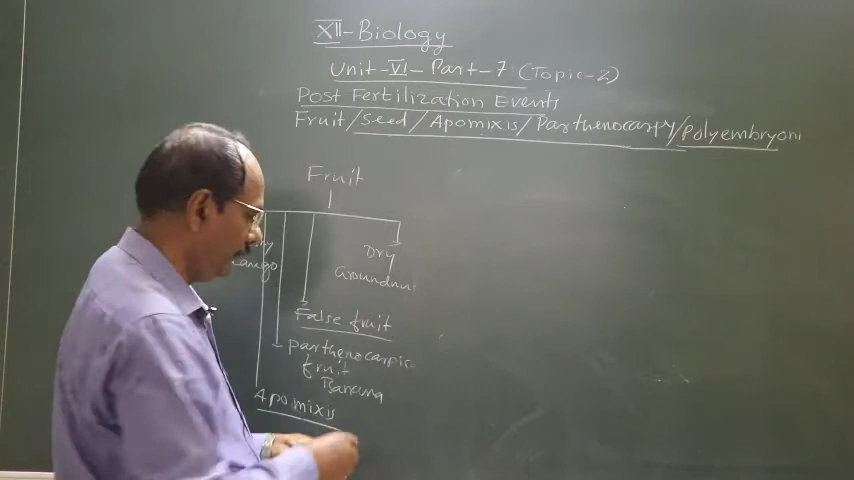 XII-Biology
Unit-VI-Part-7 (Topic-2)
Post Fertilization Events
Fruit/Seed/Apomixis/Parthenocarpy/Polyembryoni
Fruit
Dry
Groundnut
False fruit
Parthenocarpic
fruit
Banana
Apomixis